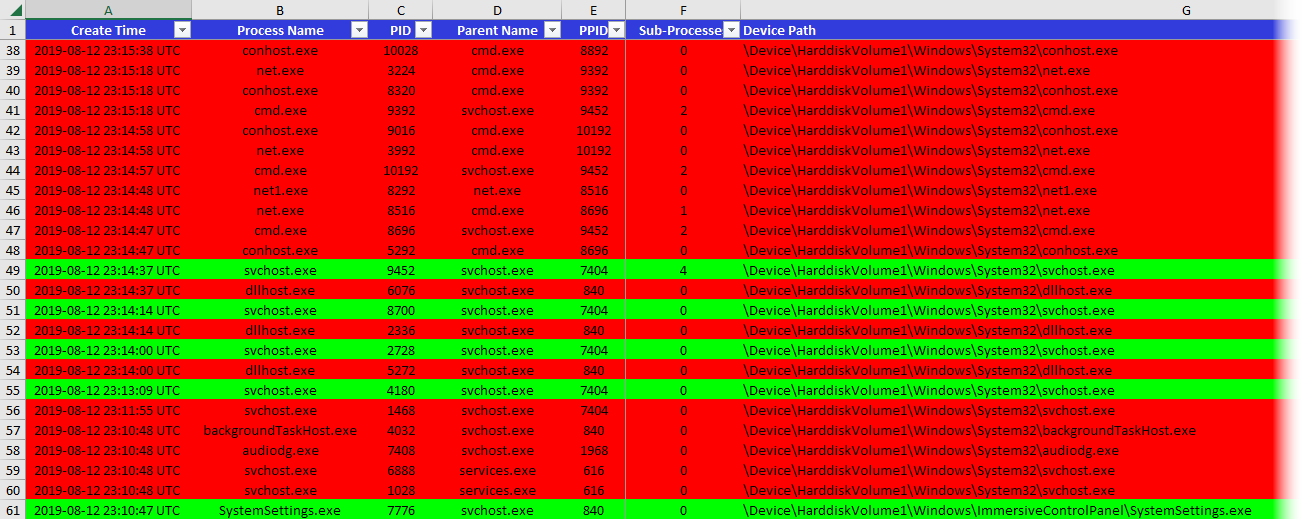 A B C D E F G
1 Create Time Process Name PID Parent Name PPID Sub-Processe Device Path
38 2019-08-12 23:15:38 UTC conhost.exe 10028 cmd.exe 8892 0 \Device\HarddiskVolume1\Windows\System32\conhost.exe
39 2019-08-12 23:15:18 UTC net.exe 3224 cmd.exe 9392 0 \Device\HarddiskVolume1\Windows\System32\net.exe
40 2019-08-12 23:15:18 UTC conhost.exe 8320 cmd.exe 9392 0 \Device\HarddiskVolume1\Windows\System32\conhost.exe
41 2019-08-12 23:15:18 UTC cmd.exe 9392 svchost.exe 9452 2 \Device\HarddiskVolume1\Windows\System32\cmd.exe
42 2019-08-12 23:14:58 UTC conhost.exe 9016 cmd.exe 10192 0 \Device\HarddiskVolume1\Windows\System32\conhost.exe
43 2019-08-12 23:14:58 UTC net.exe 3992 cmd.exe 10192 0 \Device\HarddiskVolume1\Windows\System32\net.exe
44 2019-08-12 23:14:57 UTC cmd.exe 10192 svchost.exe 9452 2 \Device\HarddiskVolume1\Windows\System32\cmd.exe
45 2019-08-12 23:14:48 UTC net1.exe 8292 net.exe 8516 0 \Device\HarddiskVolume1\Windows\System32\net1.exe
46 2019-08-12 23:14:48 UTC net.exe 8516 cmd.exe 8696 1 \Device\HarddiskVolume1\Windows\System32\net.exe
47 2019-08-12 23:14:47 UTC cmd.exe 8696 svchost.exe 9452 2 \Device\HarddiskVolume1\Windows\System32\cmd.exe
48 2019-08-12 23:14:47 UTC conhost.exe 5292 cmd.exe 8696 0 \Device\HarddiskVolume1\Windows\System32\conhost.exe
49 2019-08-12 23:14:37 UTC svchost.exe 9452 svchost.exe 7404 4 \Device\HarddiskVolume1\Windows\System32\svchost.exe
50 2019-08-12 23:14:37 UTC dllhost.exe 6076 svchost.exe 840 0 \Device\HarddiskVolume1\Windows\System32\dllhost.exe
51 2019-08-12 23:14:14 UTC svchost.exe 8700 svchost.exe 7404 0 \Device\HarddiskVolume1\Windows\System32\svchost.exe
52 2019-08-12 23:14:14 UTC dllhost.exe 2336 svchost.exe 840 0 \Device\HarddiskVolume1\Windows\System32\dllhost.exe
53 2019-08-12 23:14:00 UTC svchost.exe 2728 svchost.exe 7404 0 \Device\HarddiskVolume1\Windows\System32\svchost.exe
54 2019-08-12 23:14:00 UTC dllhost.exe 5272 svchost.exe 840 0 \Device\HarddiskVolume1\Windows\System32\dllhost.exe
55 2019-08-12 23:13:09 UTC svchost.exe 4180 svchost.exe 7404 0 \Device\HarddiskVolume1\Windows\System32\svchost.exe
56 2019-08-12 23:11:55 UTC svchost.exe 1468 svchost.exe 7404 0 \Device\HarddiskVolume1\Windows\System32\svchost.exe
57 2019-08-12 23:10:48 UTC backgroundTaskHost.exe 4032 svchost.exe 840 0 \Device\HarddiskVolume1\Windows\System32\backgroundTaskHost.exe
58 2019-08-12 23:10:48 UTC audiodg.exe 7408 svchost.exe 1968 0 \Device\HarddiskVolume1\Windows\System32\audiodg.exe
59 2019-08-12 23:10:48 UTC svchost.exe 6888 services.exe 616 0 \Device\HarddiskVolume1\Windows\System32\svchost.exe
60 2019-08-12 23:10:48 UTC svchost.exe 1028 services.exe 616 0 \Device\HarddiskVolume1\Windows\System32\svchost.exe
61 2019-08-12 23:10:47 UTC SystemSettings.exe 7776 svchost.exe 840 0 \Device\HarddiskVolume1\Windows\ImmersiveControlPanel\SystemSettings.exe